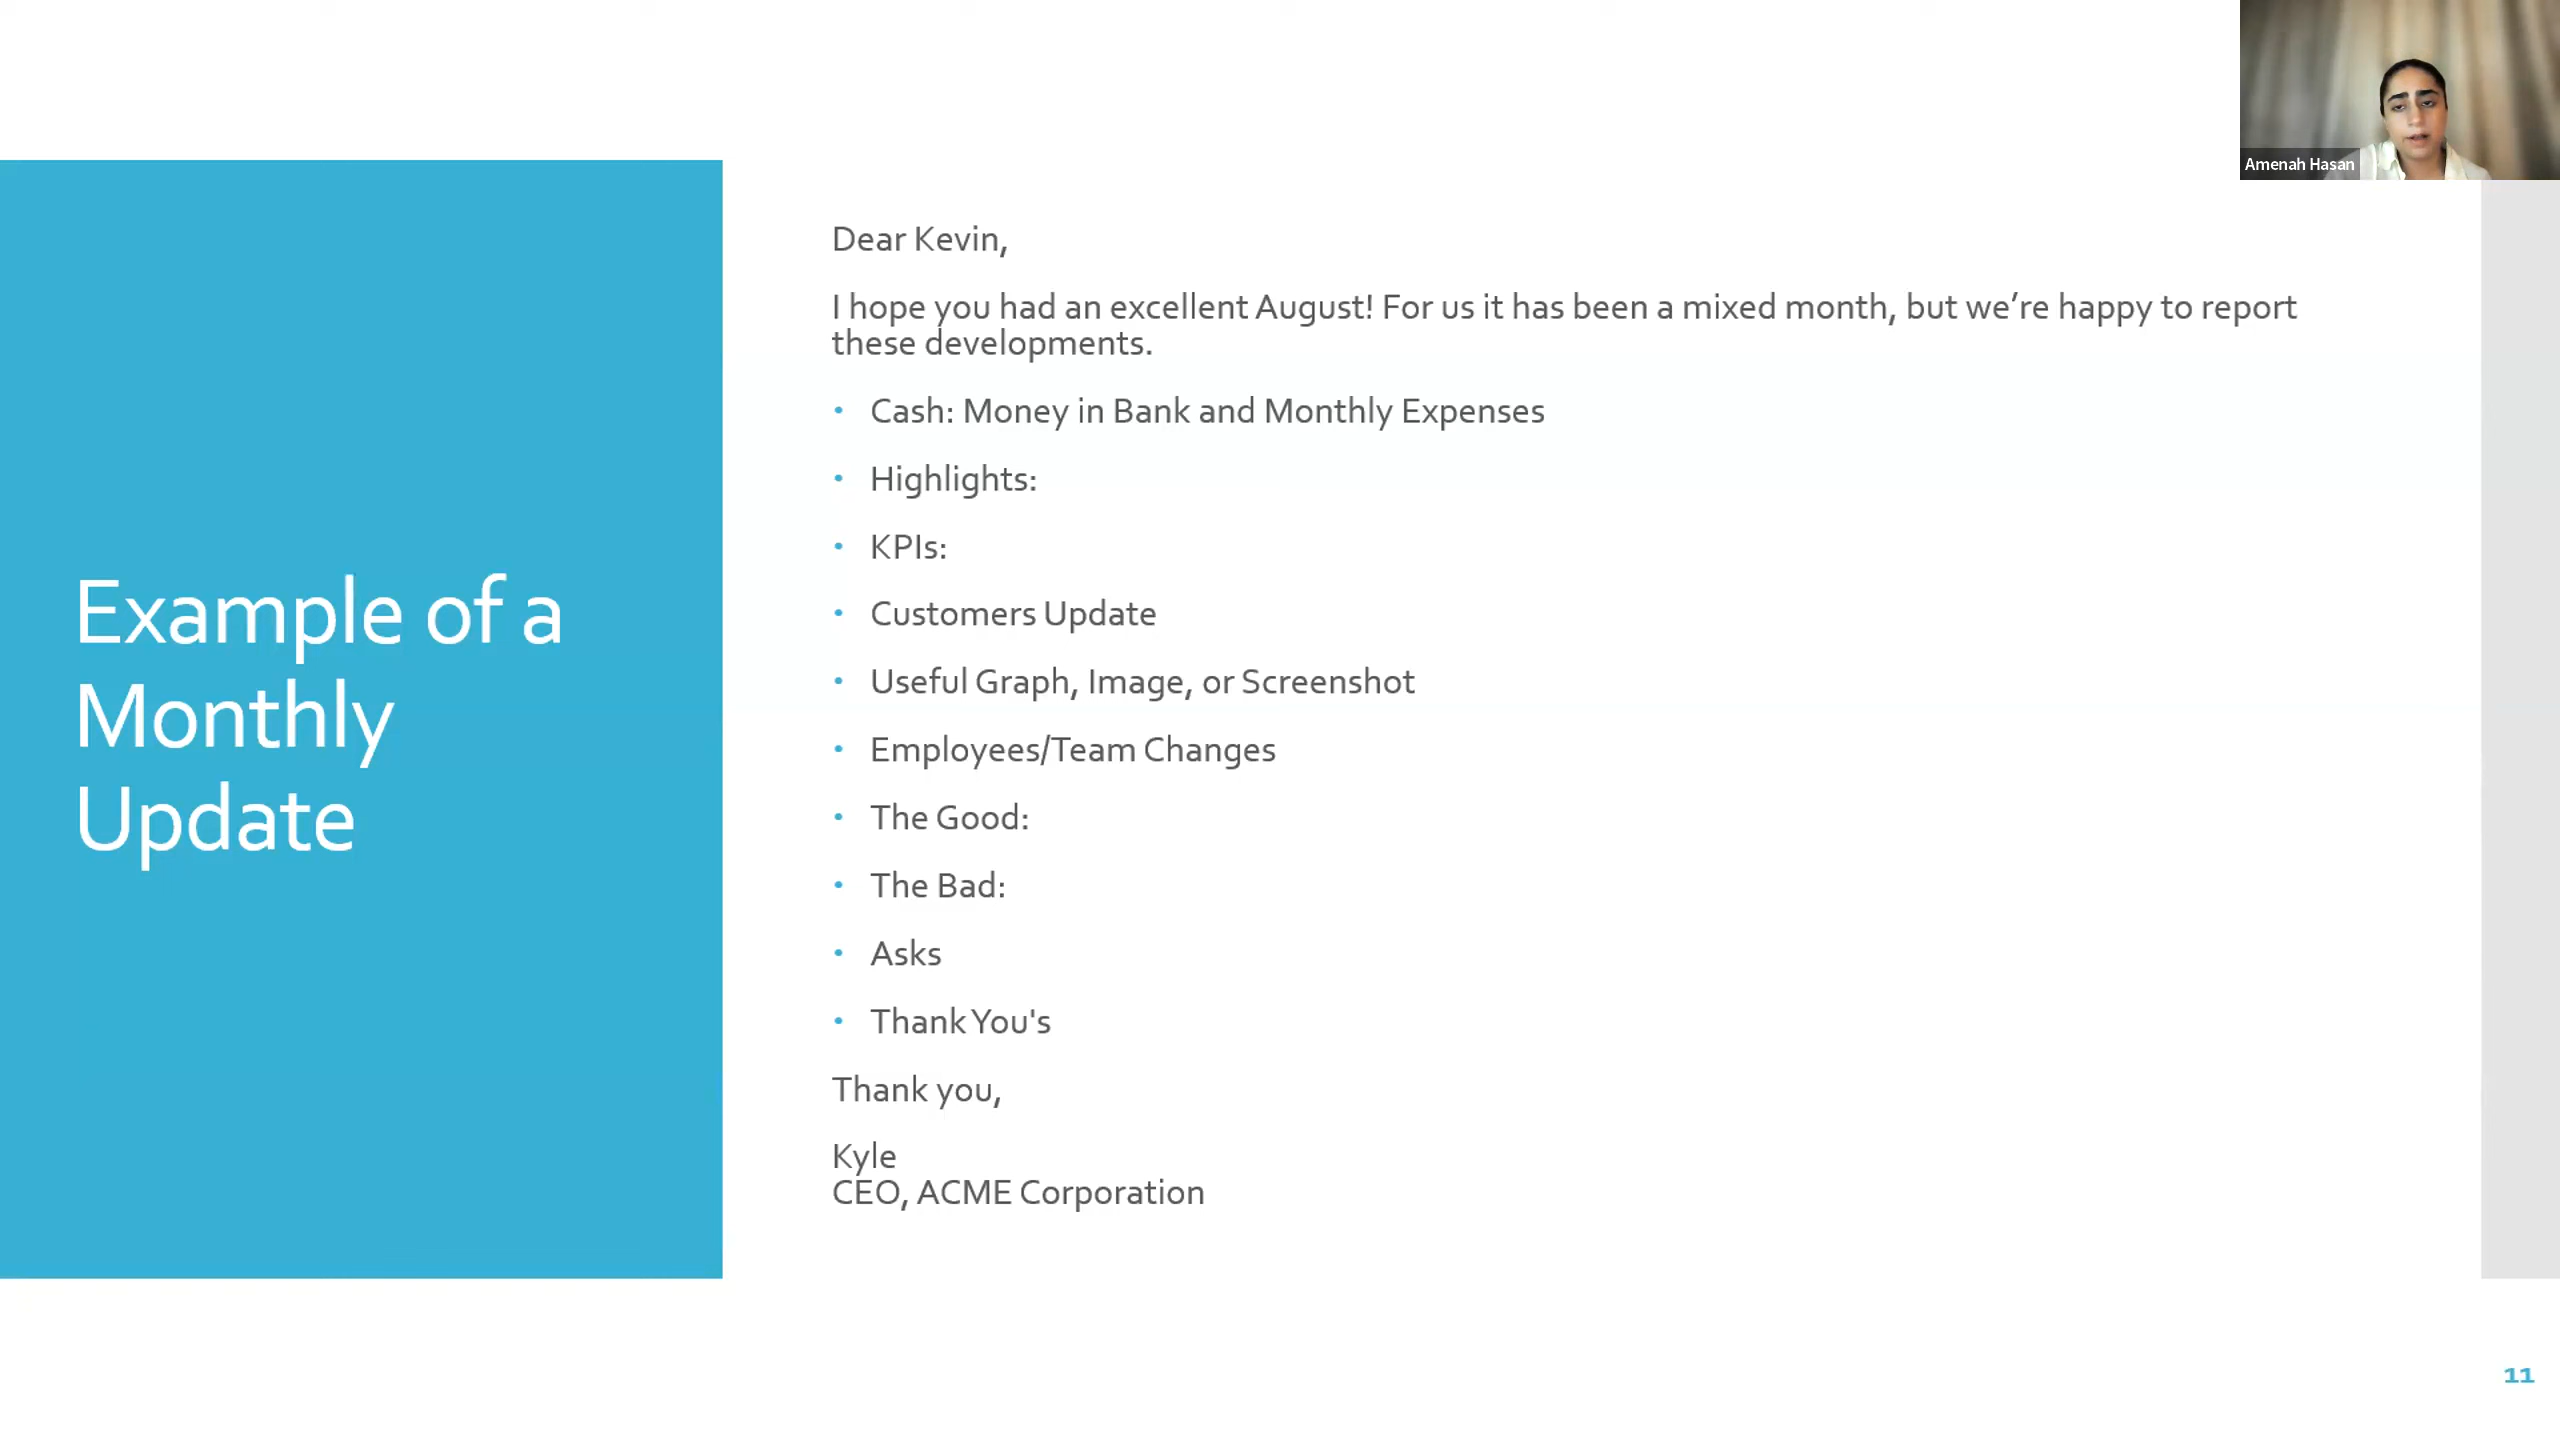 Amenah Hasan
Example of a
Monthly
Update
Dear Kevin,
I hope you had an excellent August! For us it has been a mixed month, but we’re happy to report
these developments.
• Cash: Money in Bank and Monthly Expenses
• Highlights:
• KPIs:
• Customers Update
• Useful Graph, Image, or Screenshot
• Employees/Team Changes
• The Good:
• The Bad:
• Asks
• Thank You's
Thank you,
Kyle
CEO, ACME Corporation
11